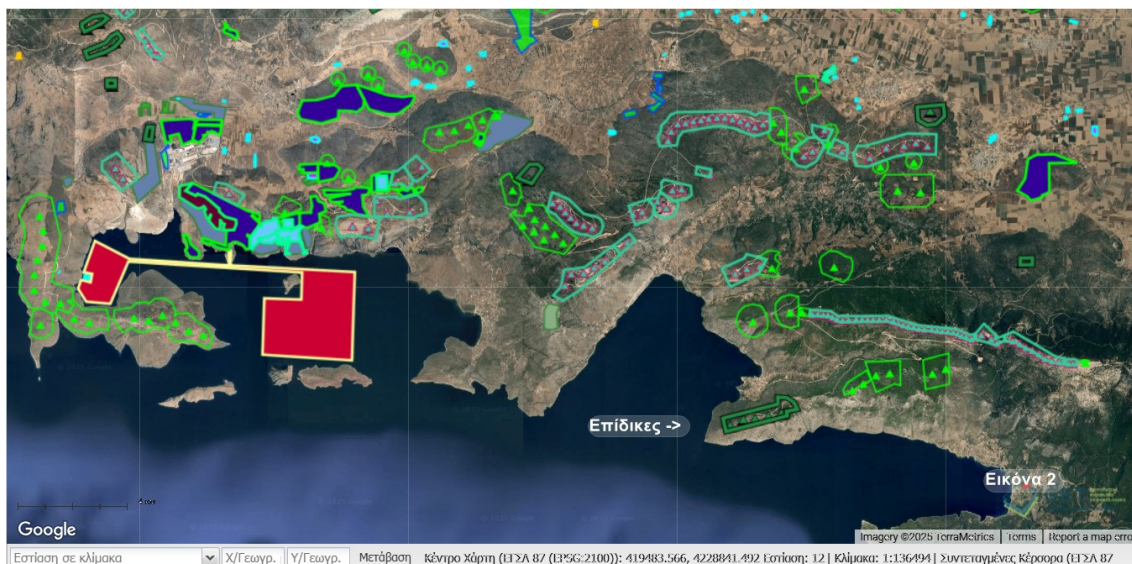 Επίδικες ->
Εικόνα 2
Google
Imagery ©2025 TerraMetrics Terms Report a map erro
Εστίαση σε κλίμακα X/Γεωγρ. Υ/Γεωγρ. Μετάβαση Κέντρο Χάρτη (ΕΓΣΑ 87 (EPSG:2100)): 419483.566, 4228841.492 Εστίαση: 12 | Κλίμακα: 1:136494 | Συντεταγμένες Κέρσορα (ΕΓΣΑ 87